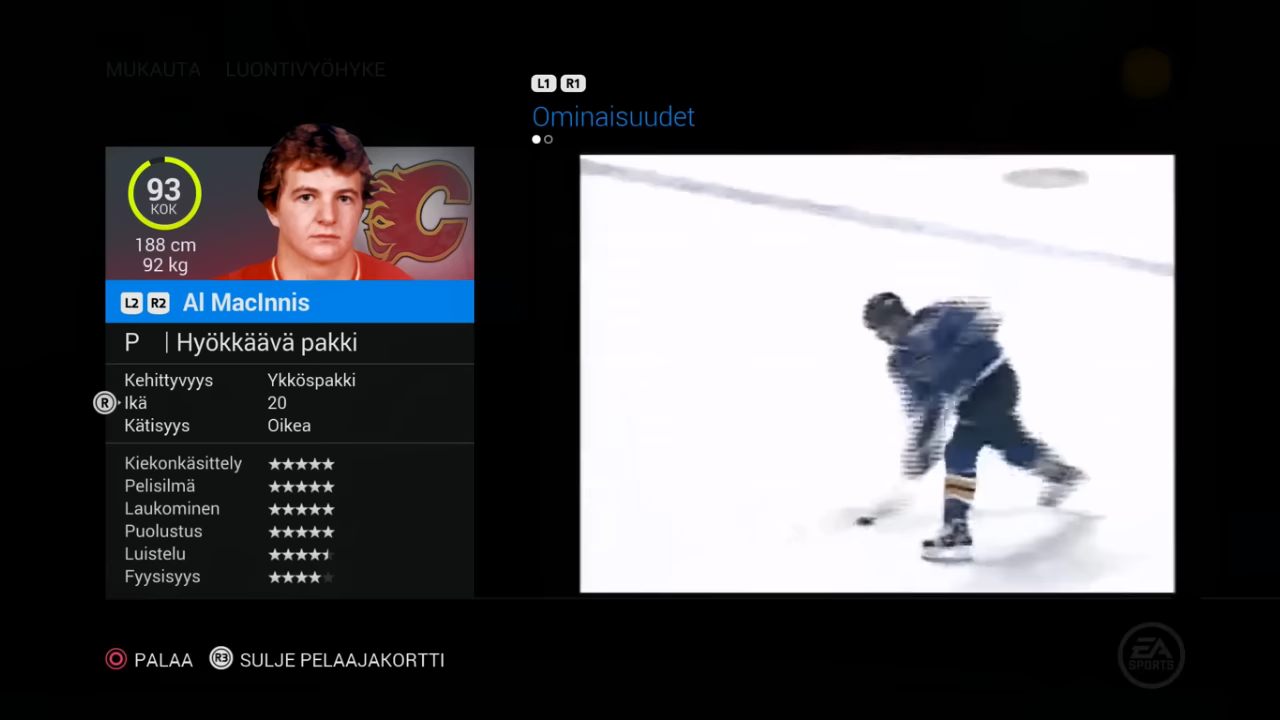 MUKAUTA LUONTIVYÖHYKE
L1 R1
Ominaisuudet
93
KOK
188 cm
92 kg
L2 R2 Al MacInnis
P | Hyökkäävä pakki
Kehittyvyys Ykköspakki
R Ikä 20
Kätisyys Oikea
Kiekonkäsittely ★★★★★
Pelisilmä ★★★★★
Laukominen ★★★★★
Puolustus ★★★★★
Luistelu
Fyysisyys
PALAA R3 SULJE PELAAJAKORTTI
EA
SPORTS